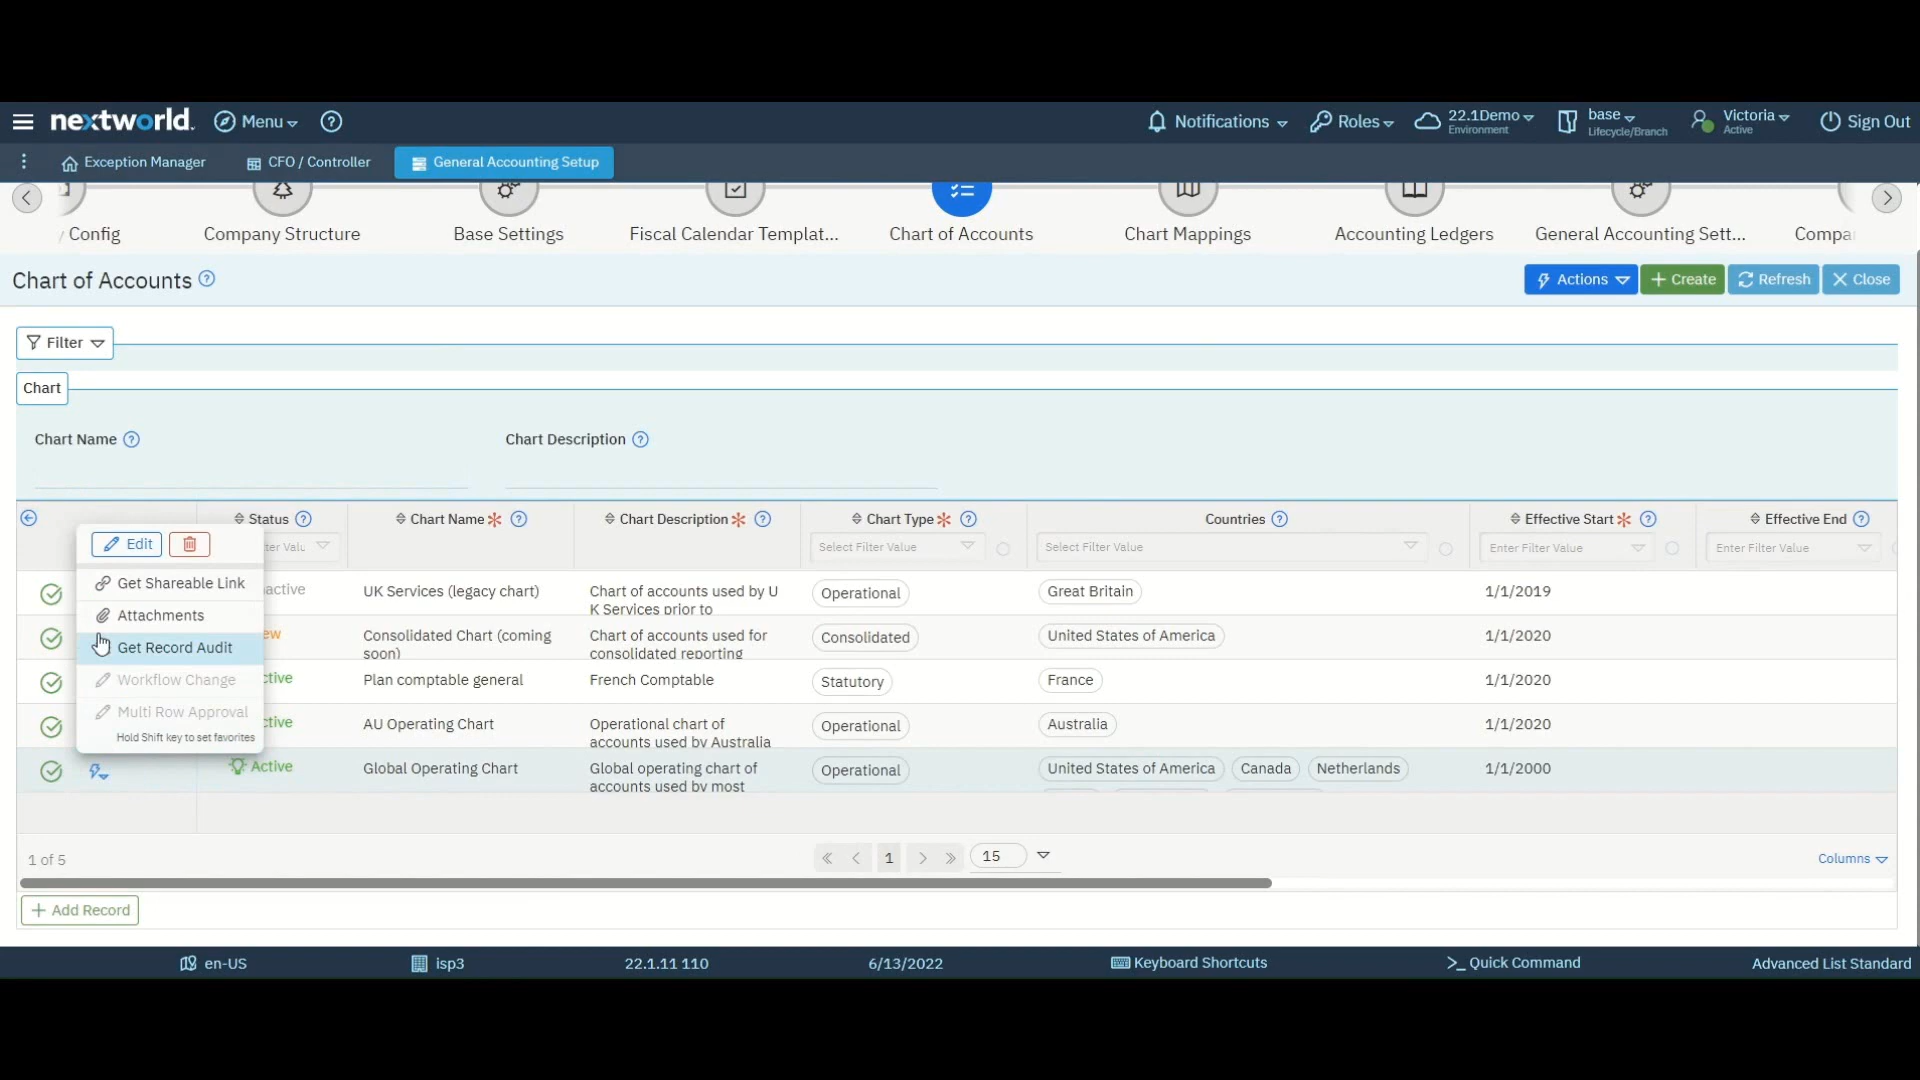 nextworld.
Menu
Notifications
Roles
22.1Demo
Environment
base
Lifecycle/Branch
Victoria
Active
Sign Out
Exception Manager
CFO / Controller
General Accounting Setup
/ Config
Company Structure
Base Settings
Fiscal Calendar Templat...
Chart of Accounts
Chart Mappings
Accounting Ledgers
General Accounting Sett...
Compa
Chart of Accounts
Actions
Create
Refresh
Close
Filter
Chart
Chart Name
Chart Description
Status
Chart Name
Chart Description
Chart Type
Countries
Effective Start
Effective End
ter Valu
Select Filter Value
Select Filter Value
Enter Filter Value
Enter Filter Value
Edit
Get Shareable Link
Attachments
Get Record Audit
Workflow Change
Multi Row Approval
Hold Shift key to set favorites
active
UK Services (legacy chart)
Chart of accounts used by U
K Services prior to
Operational
Great Britain
1/1/2019
ew
Consolidated Chart (coming
soon)
Chart of accounts used for
consolidated reporting
Consolidated
United States of America
1/1/2020
ctive
Plan comptable general
French Comptable
Statutory
France
1/1/2020
ctive
AU Operating Chart
Operational chart of
accounts used by Australia
Operational
Australia
1/1/2020
Active
Global Operating Chart
Global operating chart of
accounts used by most
Operational
United States of America
Canada
Netherlands
1/1/2000
1 of 5
1
15
Columns
Add Record
en-US
isp3
22.1.11 110
6/13/2022
Keyboard Shortcuts
Quick Command
Advanced List Standard